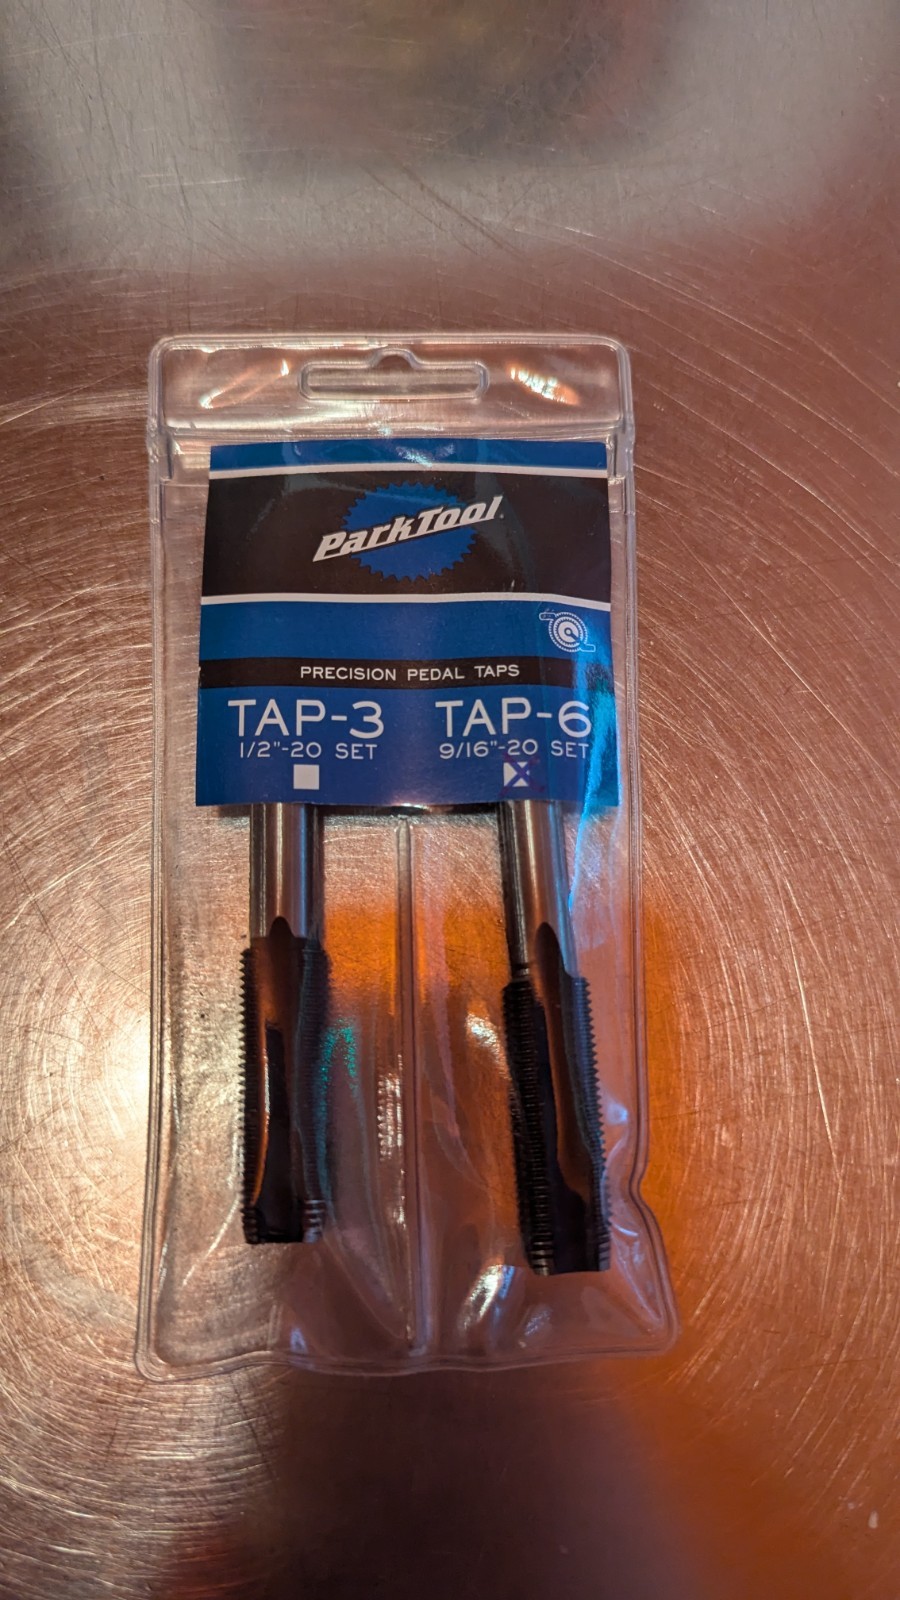 ParkTool
PRECISION PEDAL TAPS
TAP-3 TAP-6
1/2"-20 SET 9/16"-20 SET